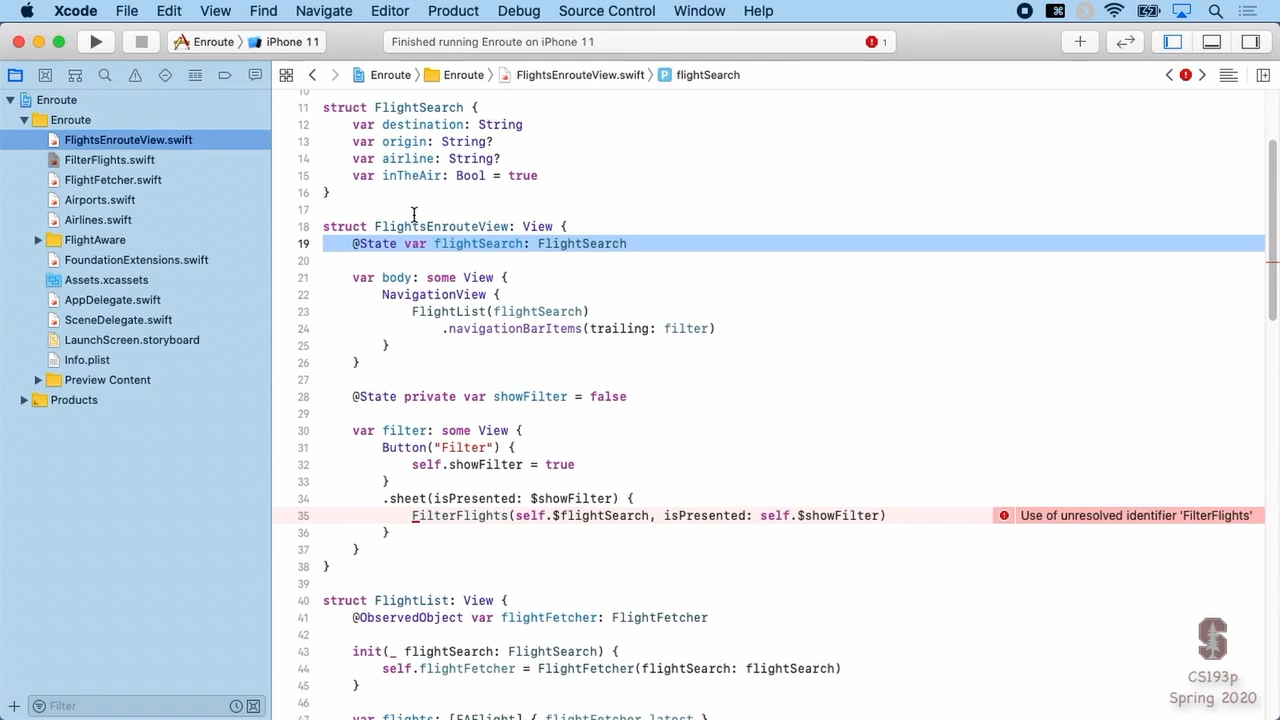 Xcode File Edit View Find Navigate Editor Product Debug Source Control Window Help
Enroute iPhone 11 Finished running Enroute on iPhone 11 1
Enroute Enroute FlightsEnrouteView.swift P flightSearch
Enroute
Enroute
FlightsEnrouteView.swift
FilterFlights.swift
FlightFetcher.swift
Airports.swift
Airlines.swift
FlightAware
FoundationExtensions.swift
Assets.xcassets
AppDelegate.swift
SceneDelegate.swift
LaunchScreen.storyboard
Info.plist
Preview Content
Products
Filter
10
11 struct FlightSearch {
12 var destination: String
13 var origin: String?
14 var airline: String?
15 var inTheAir: Bool = true
16 }
17
18 struct FlightsEnrouteView: View {
19 @State var flightSearch: FlightSearch
20
21 var body: some View {
22 NavigationView {
23 FlightList(flightSearch)
24 .navigationBarItems(trailing: filter)
25 }
26 }
27
28 @State private var showFilter = false
29
30 var filter: some View {
31 Button("Filter") {
32 self.showFilter = true
33 }
34 .sheet(isPresented: $showFilter) {
35 FilterFlights(self.$flightSearch, isPresented: self.$showFilter) Use of unresolved identifier 'FilterFlights'
36 }
37 }
38 }
39
40 struct FlightList: View {
41 @ObservedObject var flightFetcher: FlightFetcher
42
43 init(_ flightSearch: FlightSearch) {
44 self.flightFetcher = FlightFetcher(flightSearch: flightSearch)
45 }
46
47 var flights: [FAFlight] { flightFetcher.latest }
CS193p
Spring 2020